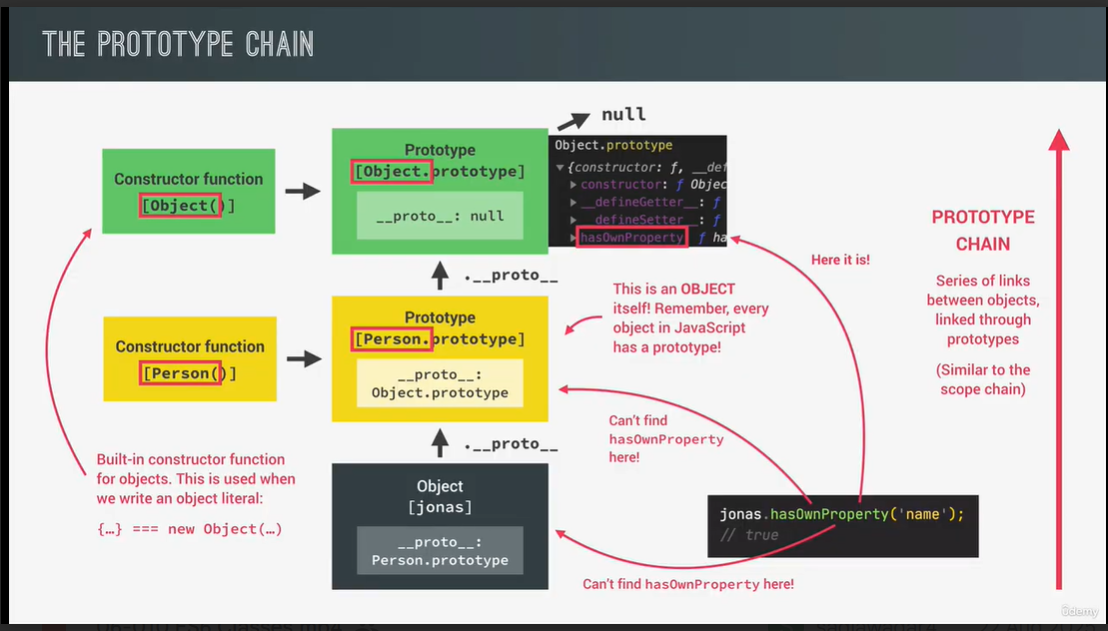 THE PROTOTYPE CHAIN
null
Constructor function
[Object()]
Prototype
[Object.prototype]
__proto__: null
Object.prototype
▼{constructor: ƒ, __def
▶constructor: ƒ Objec
▶__defineGetter__: ƒ
▶__defineSetter__: ƒ
▶hasOwnProperty: ƒ ha
Here it is!
.__proto__
Constructor function
[Person()]
Prototype
[Person.prototype]
__proto__:
Object.prototype
This is an OBJECT
itself! Remember, every
object in JavaScript
has a prototype!
Can't find
hasOwnProperty
here!
.__proto__
Built-in constructor function
for objects. This is used when
we write an object literal:
{…} === new Object(…)
Object
[jonas]
__proto__:
Person.prototype
jonas.hasOwnProperty('name');
// true
Can't find hasOwnProperty here!
PROTOTYPE
CHAIN
Series of links
between objects,
linked through
prototypes
(Similar to the
scope chain)
ûdemy